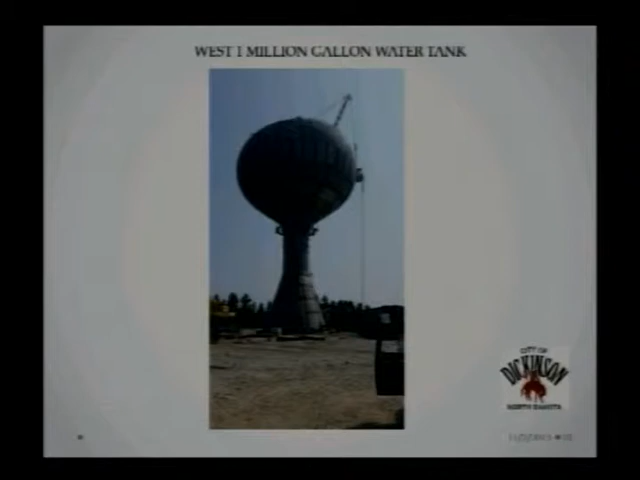 WEST 1 MILLION GALLON WATER TANK
CITY OF
DICKINSON
NORTH DAKOTA